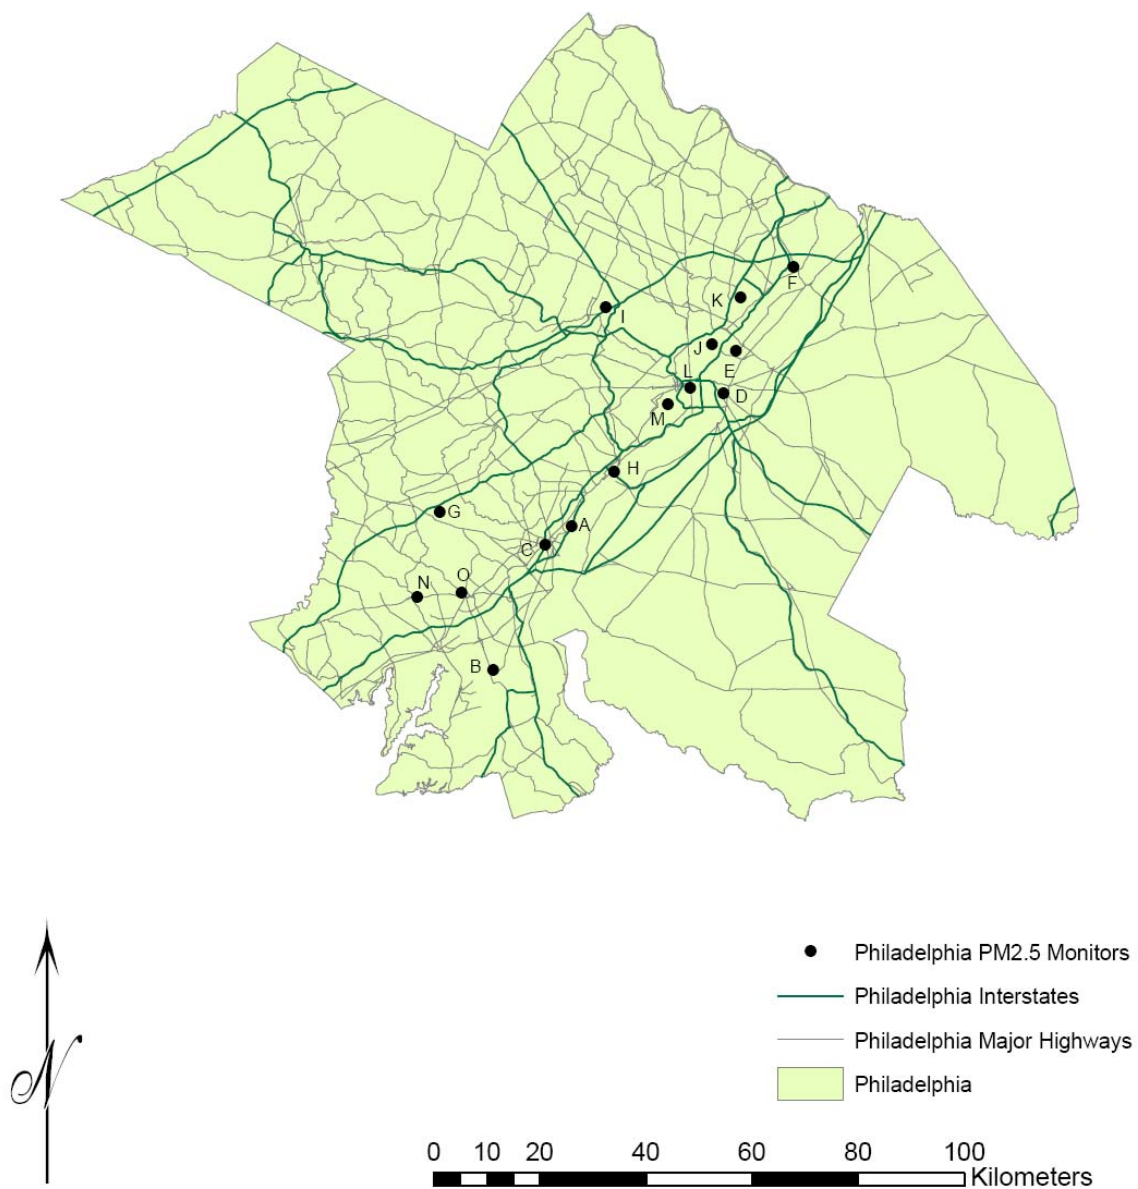 F
K
I
J
E
L
D
M
H
G
A
C
O
N
B
N
Philadelphia PM2.5 Monitors
Philadelphia Interstates
Philadelphia Major Highways
Philadelphia
0 10 20 40 60 80 100
Kilometers